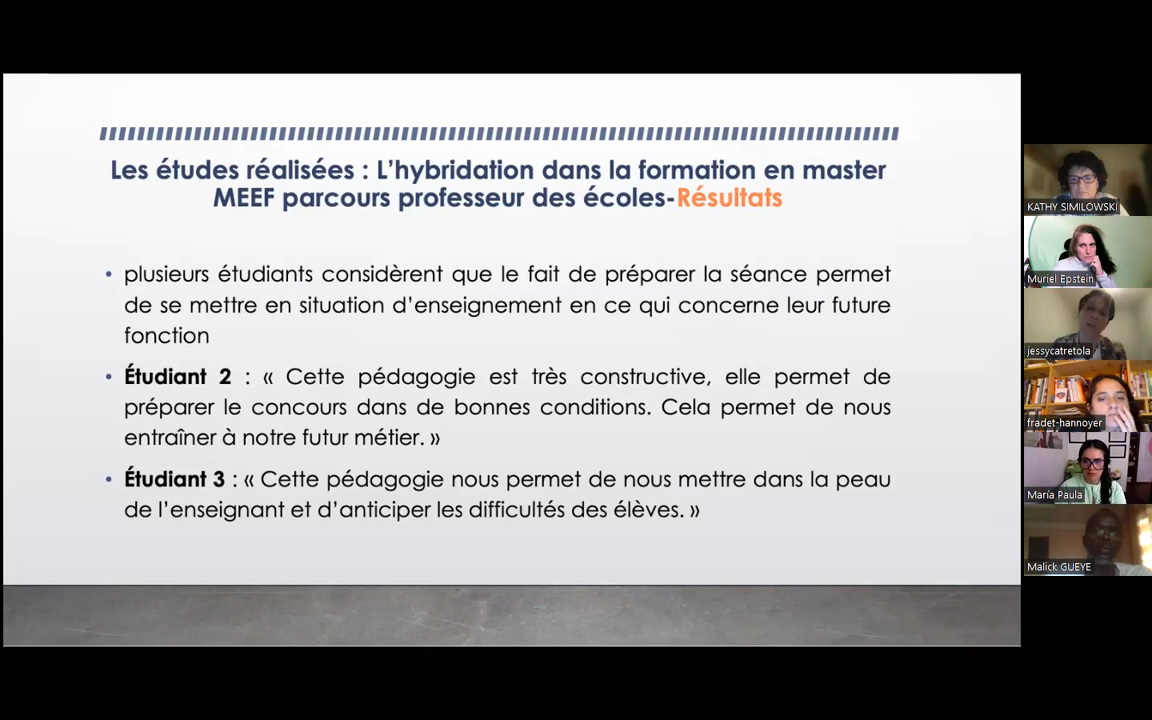 Les études réalisées : L’hybridation dans la formation en master
MEEF parcours professeur des écoles-Résultats
• plusieurs étudiants considèrent que le fait de préparer la séance permet
de se mettre en situation d’enseignement en ce qui concerne leur future
fonction
• Étudiant 2 : « Cette pédagogie est très constructive, elle permet de
préparer le concours dans de bonnes conditions. Cela permet de nous
entraîner à notre futur métier. »
• Étudiant 3 : « Cette pédagogie nous permet de nous mettre dans la peau
de l’enseignant et d’anticiper les difficultés des élèves. »
KATHY SIMILOWSKI
Muriel Epstein
jessycatretola
fradet-hannoyer
María Paula
Malick GUEYE